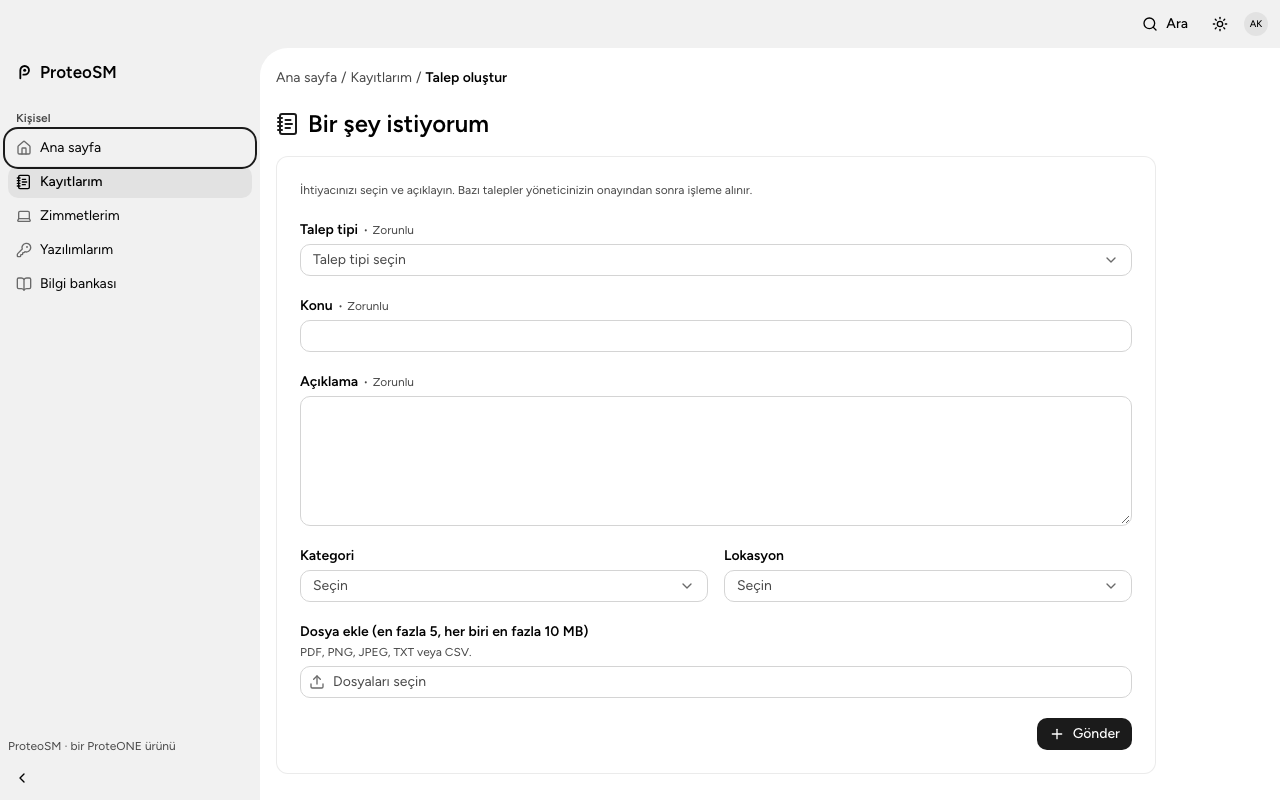 Ara
AK
ProteoSM
Kişisel
Ana sayfa
Kayıtlarım
Zimmetlerim
Yazılımlarım
Bilgi bankası
ProteoSM · bir ProteONE ürünü
Ana sayfa / Kayıtlarım / Talep oluştur
Bir şey istiyorum
İhtiyacınızı seçin ve açıklayın. Bazı talepler yöneticinizin onayından sonra işleme alınır.
Talep tipi • Zorunlu
Talep tipi seçin
Konu • Zorunlu
Açıklama • Zorunlu
Kategori
Seçin
Lokasyon
Seçin
Dosya ekle (en fazla 5, her biri en fazla 10 MB)
PDF, PNG, JPEG, TXT veya CSV.
Dosyaları seçin
Gönder